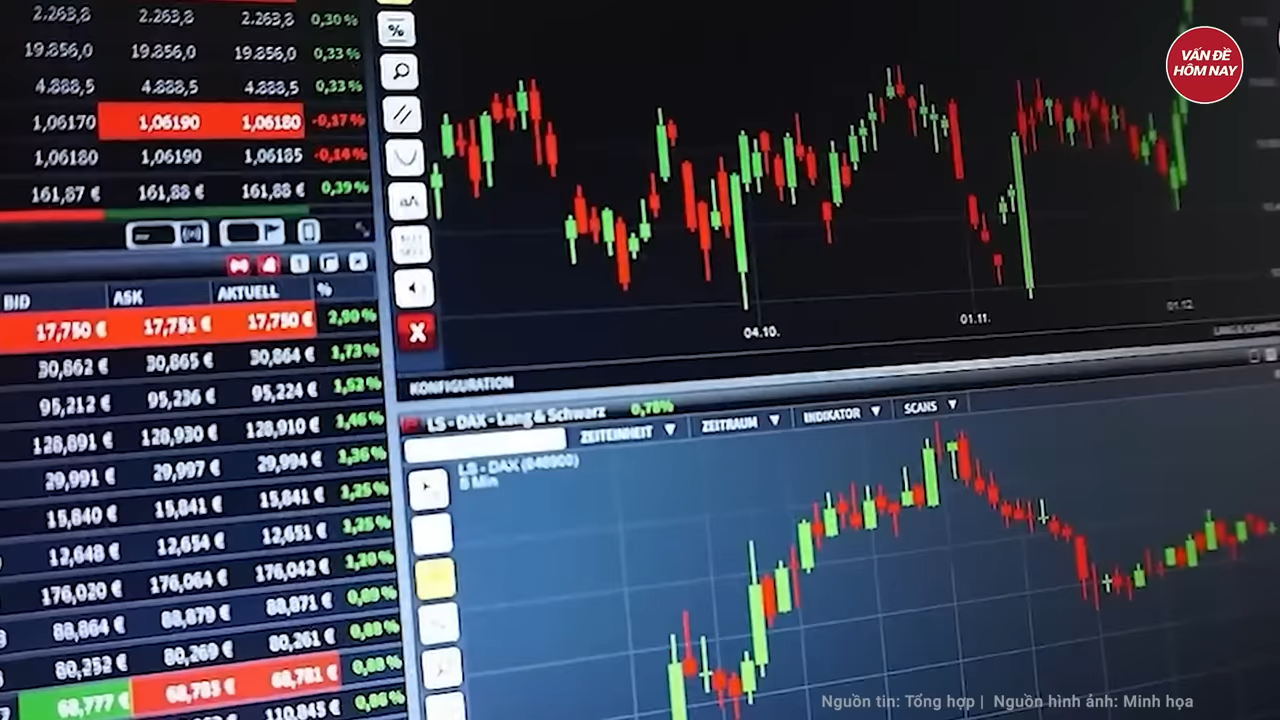 2.263,8 2.263,8 2.263,8 0,30 %
19.856,0 19.856,0 19.856,0 0,33 %
4.888,5 4.888,5 4.888,5 0,33 %
1,06170 1,06190 1,06180 -0,17 %
1,06180 1,06190 1,06185 -0,14 %
161,87 € 161,88 € 161,88 € 0,39 %
BID ASK AKTUELL %
17,750 € 17,751 € 17,750 € 2,90 %
30,862 € 30,865 € 30,864 € 1,73 %
95,212 € 95,236 € 95,224 € 1,52 %
128,891 € 128,930 € 128,910 € 1,46 %
29,991 € 29,997 € 29,994 € 1,36 %
15,840 € 15,841 € 15,841 € 1,25 %
12,648 € 12,654 € 12,651 € 1,25 %
176,020 € 176,064 € 176,042 € 1,20 %
88,864 € 88,879 € 88,871 € 0,89 %
80,252 € 80,269 € 80,261 € 0,88 %
68,777 € 68,785 € 68,781 € 0,88 %
110,845 € 0,86 %
%
X
04.10. 01.11. 01.12.
KONFIGURATION
LS - DAX - Lang & Schwarz 0,78%
ZEITEINHEIT ZEITRAUM INDIKATOR SCANS
LS - DAX (846900)
VẤN ĐỀ
HÔM NAY
Nguồn tin: Tổng hợp | Nguồn hình ảnh: Minh họa